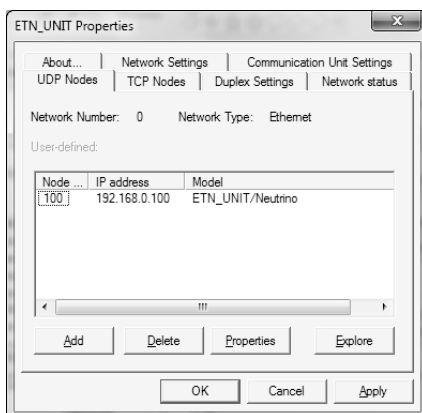 ETN_UNIT Properties
About... Network Settings Communication Unit Settings
UDP Nodes TCP Nodes Duplex Settings Network status
Network Number: 0 Network Type: Ethernet
User-defined:
Node ... IP address Model
100 192.168.0.100 ETN_UNIT/Neutrino
Add Delete Properties Explore
OK Cancel Apply